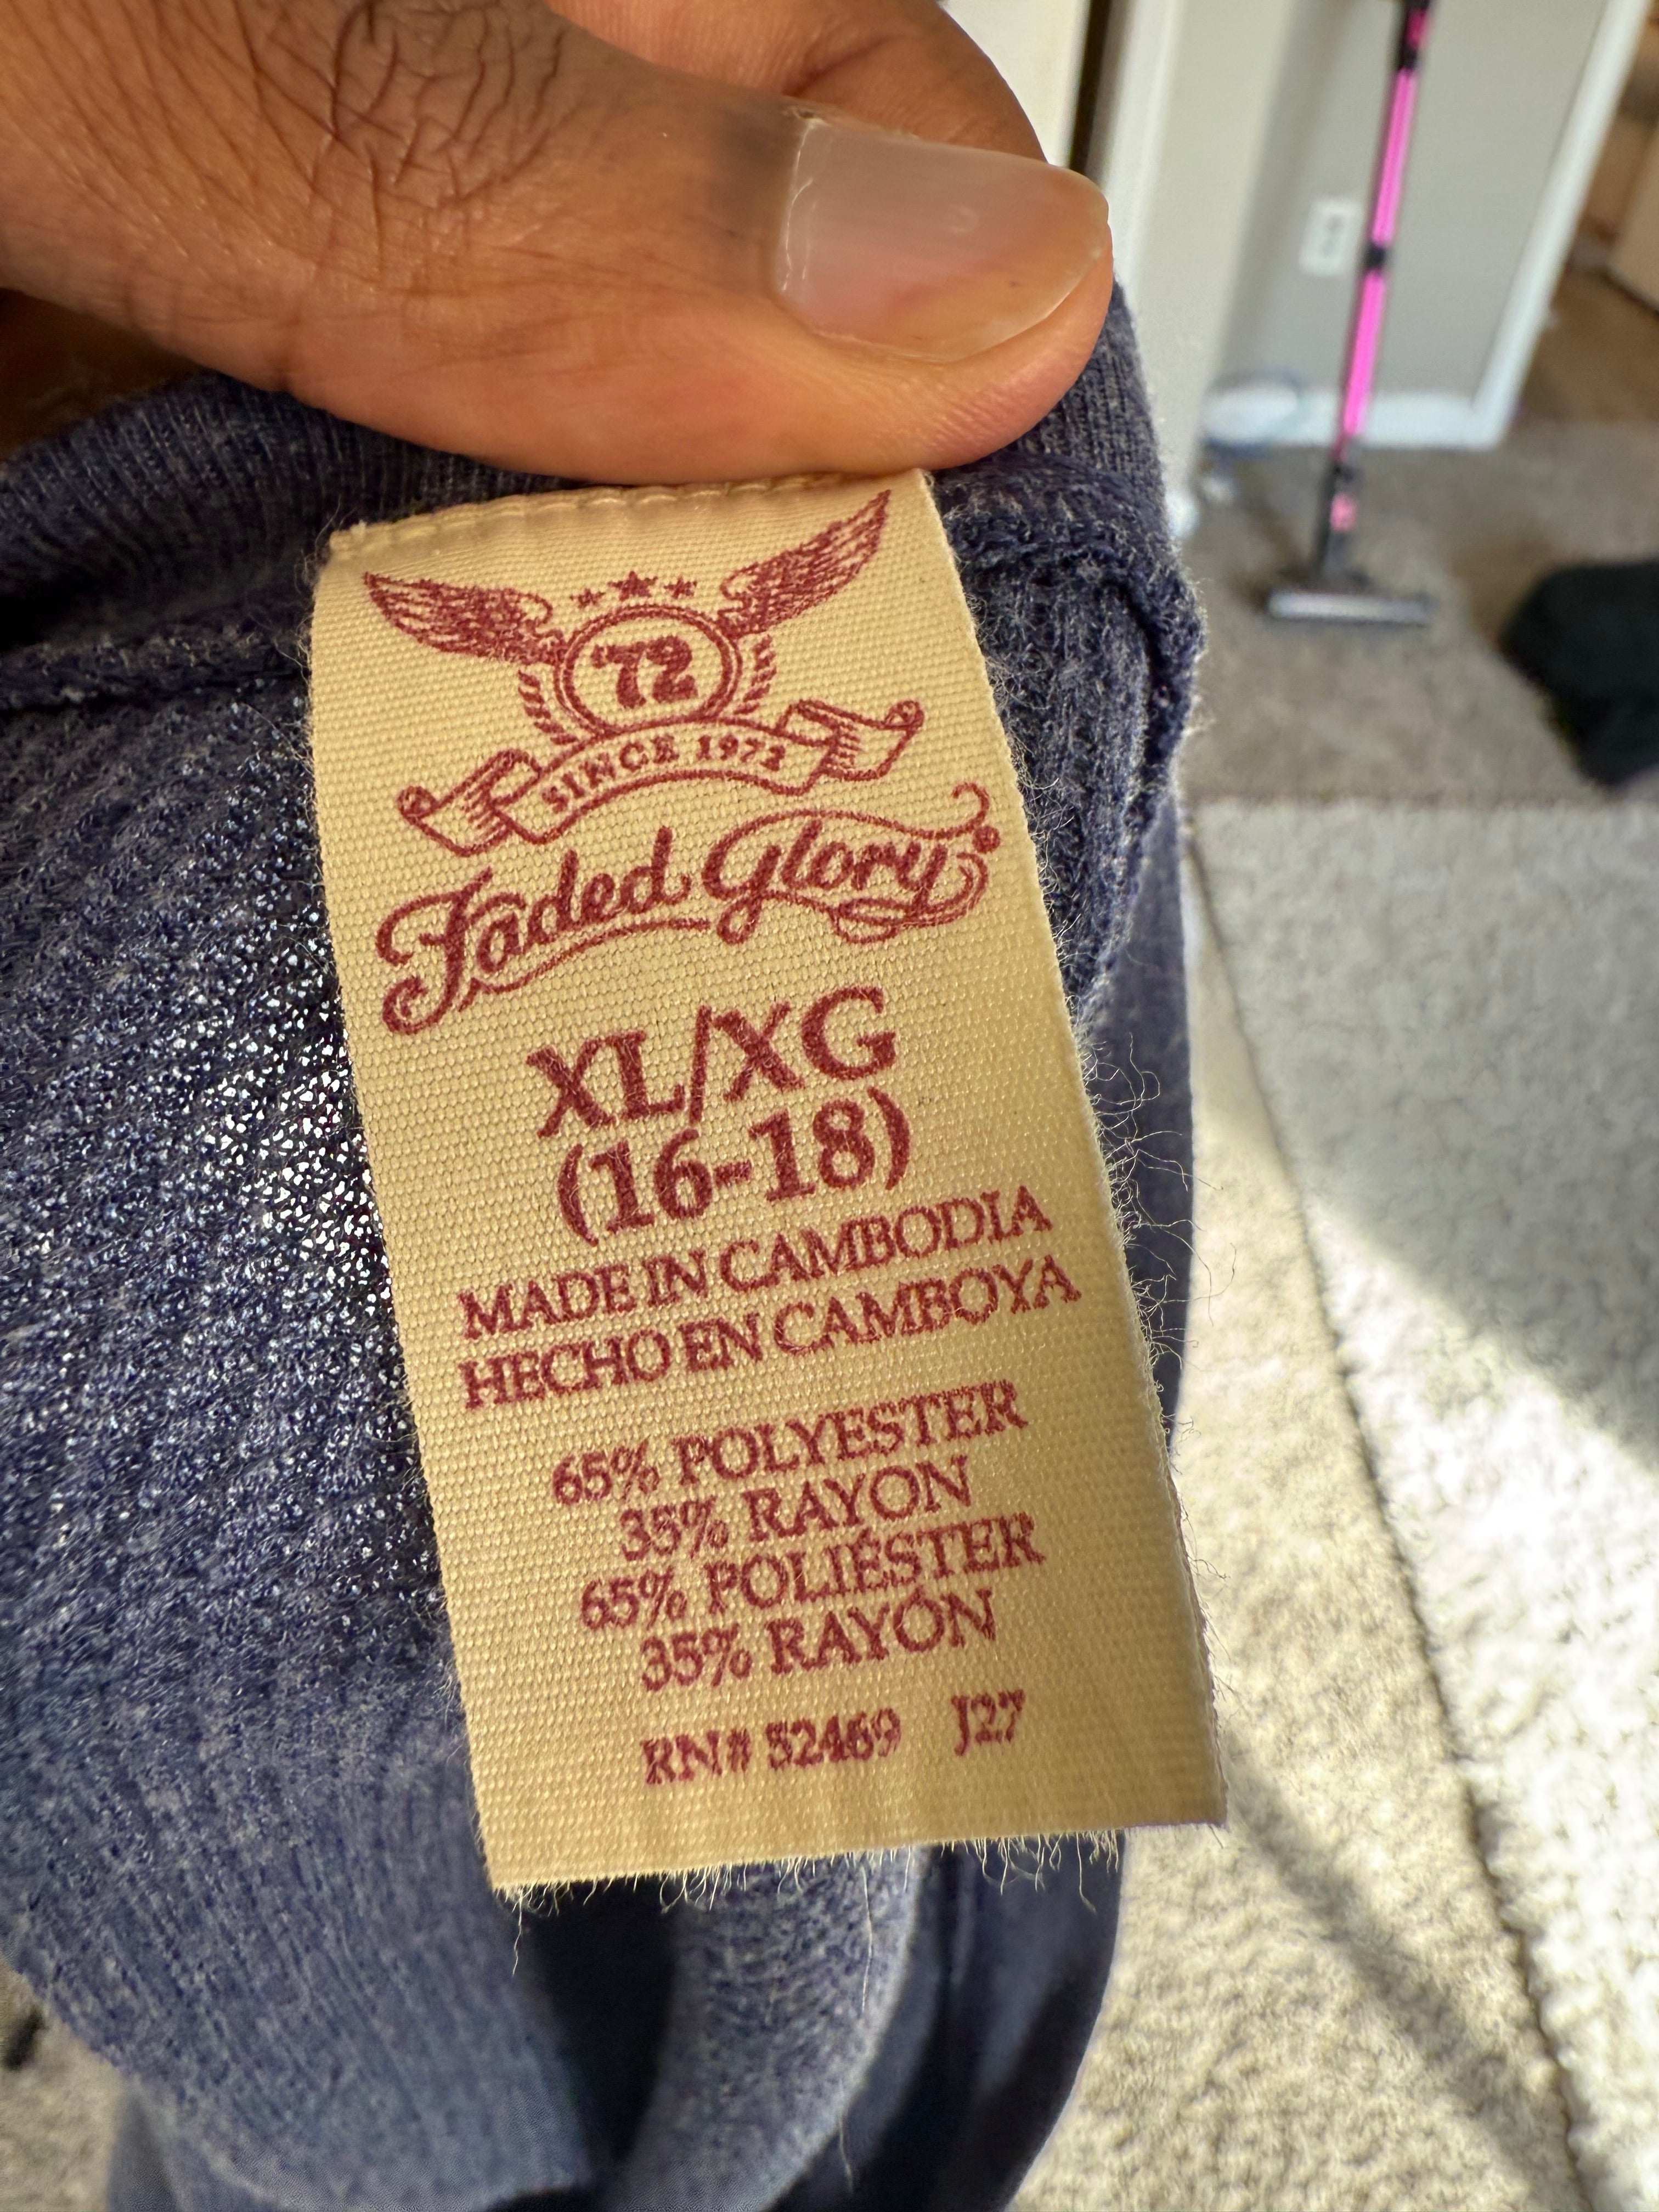 '72
SINCE 1972
Faded Glory
XL/XG
(16-18)
MADE IN CAMBODIA
HECHO EN CAMBOYA
65% POLYESTER
35% RAYON
65% POLIÉSTER
35% RAYÓN
RN# 52469 J27